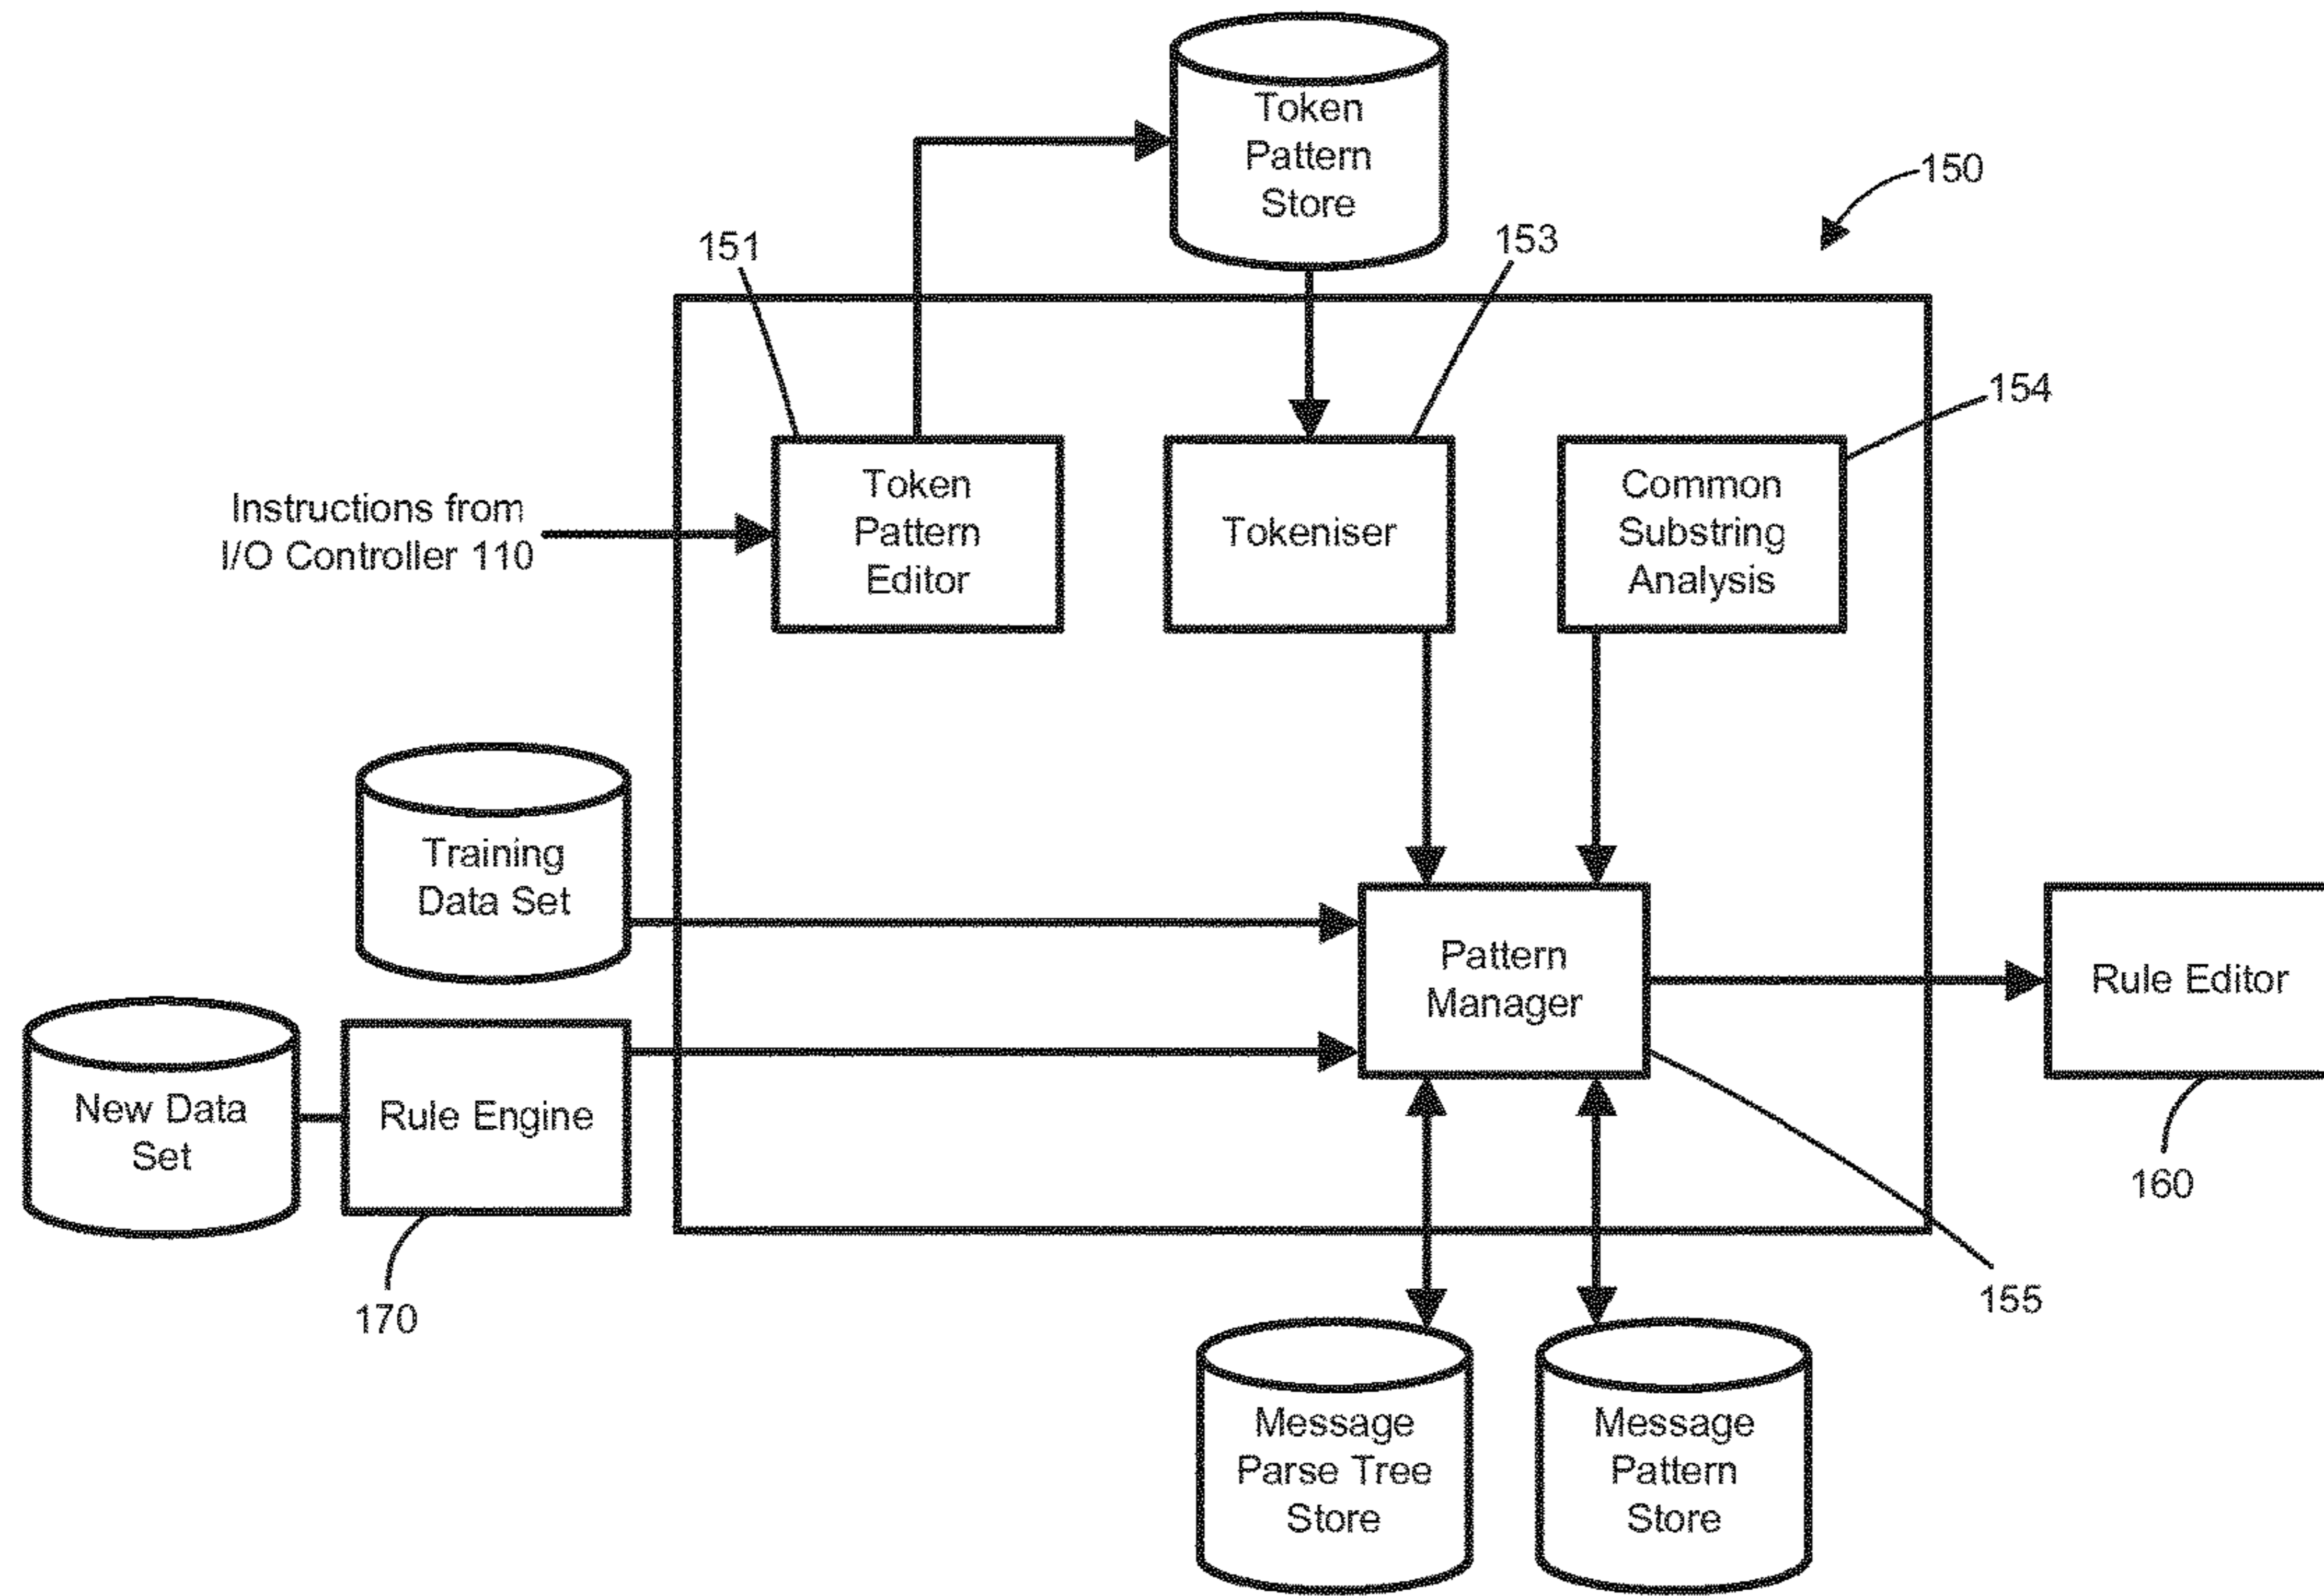 Token
Pattern
Store
150
151
153
154
Instructions from
I/O Controller 110
Token
Pattern
Editor
Tokeniser
Common
Substring
Analysis
Training
Data Set
Pattern
Manager
Rule Editor
New Data
Set
Rule Engine
160
170
155
Message
Parse Tree
Store
Message
Pattern
Store